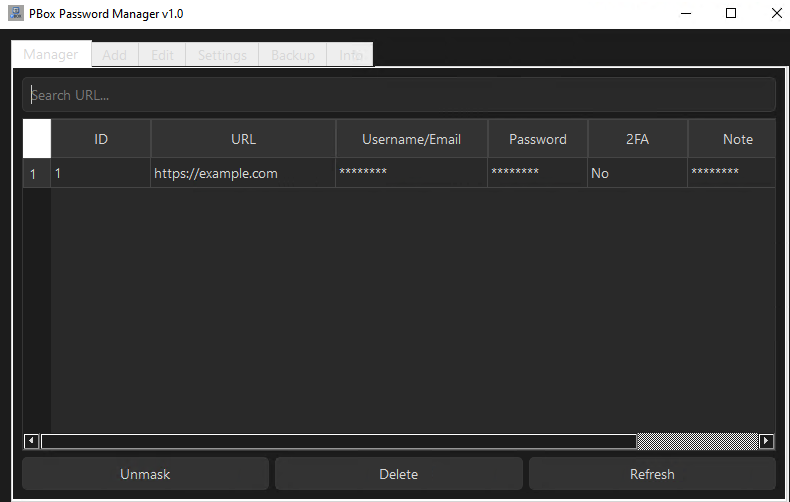 PBox Password Manager v1.0
Manager Add Edit Settings Backup Info
Search URL...
ID URL Username/Email Password 2FA Note
1 1 https://example.com ******** ******** No ********
Unmask Delete Refresh